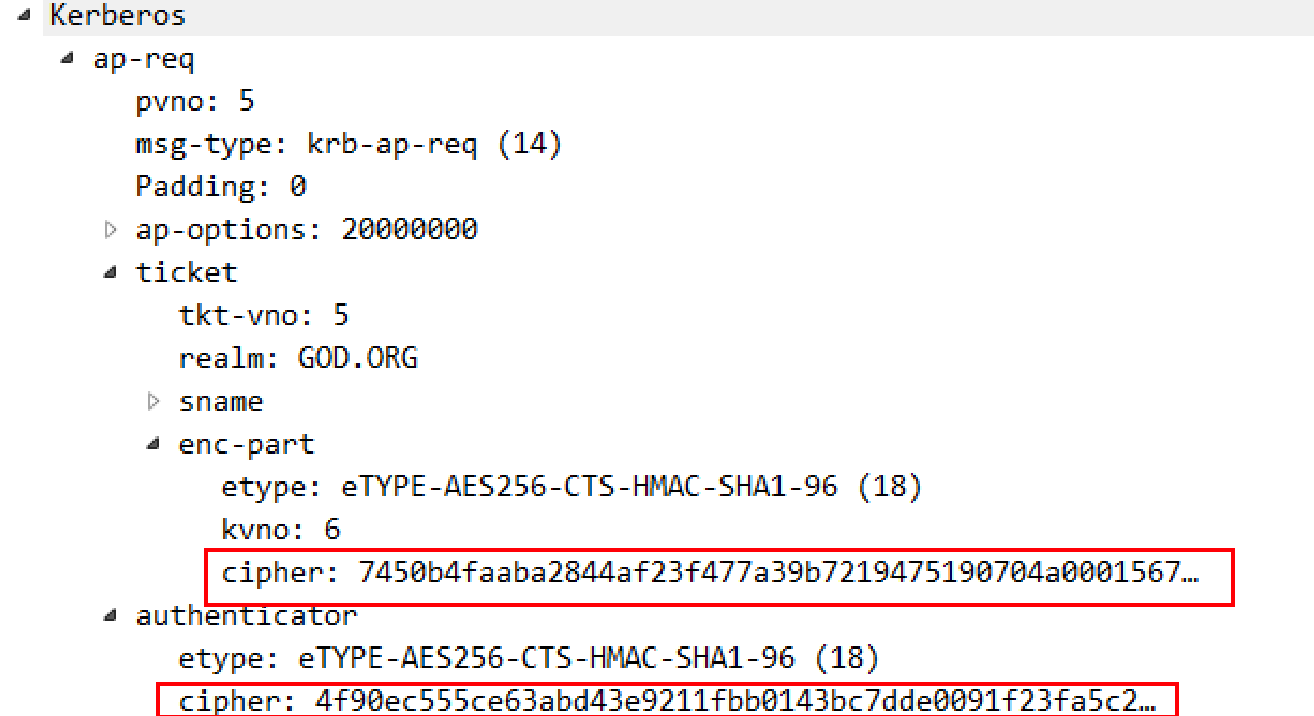 Kerberos
ap-req
pvno: 5
msg-type: krb-ap-req (14)
Padding: 0
ap-options: 20000000
ticket
tkt-vno: 5
realm: GOD.ORG
sname
enc-part
etype: eTYPE-AES256-CTS-HMAC-SHA1-96 (18)
kvno: 6
cipher: 7450b4faaba2844af23f477a39b7219475190704a0001567…
authenticator
etype: eTYPE-AES256-CTS-HMAC-SHA1-96 (18)
cipher: 4f90ec555ce63abd43e9211fbb0143bc7dde0091f23fa5c2…